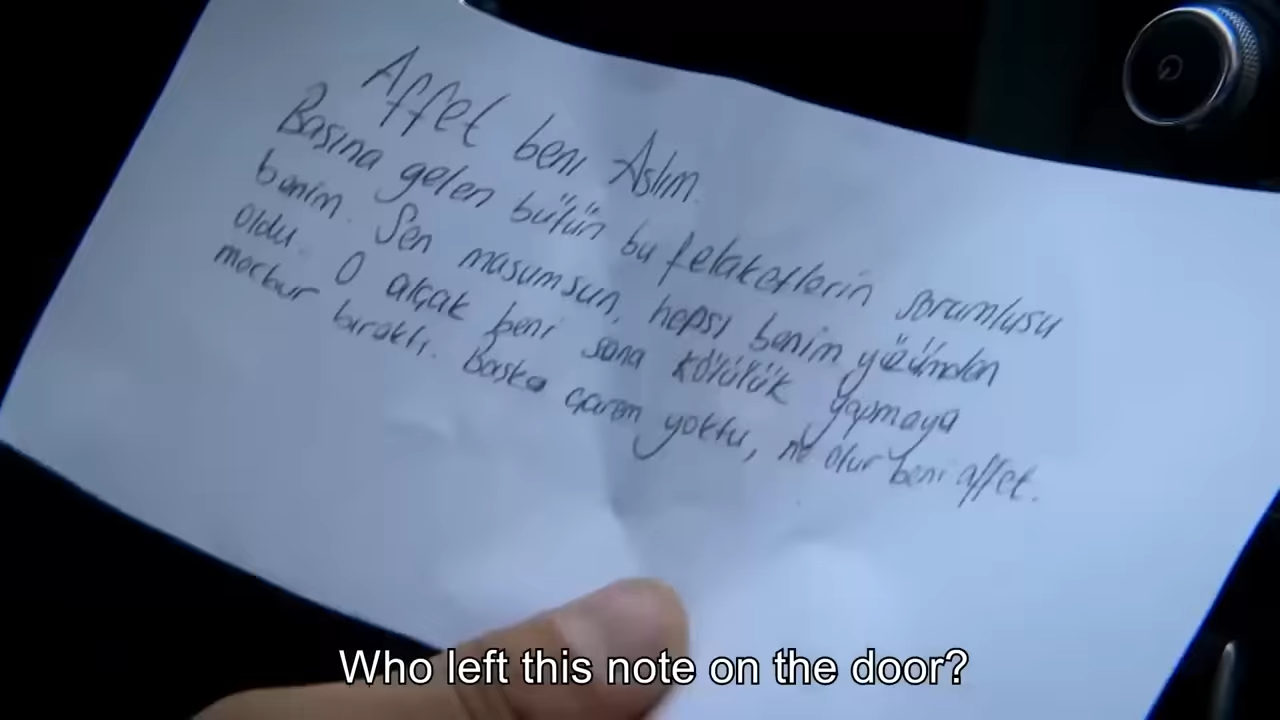 Affet beni Aslım.
Başına gelen bütün bu felaketlerin sorumlusu
benim. Sen masumsun, hepsi benim yüzümden
oldu. O alçak beni sana kötülük yapmaya
mecbur bıraktı. Başka çarem yoktu, ne olur beni affet.
Who left this note on the door?